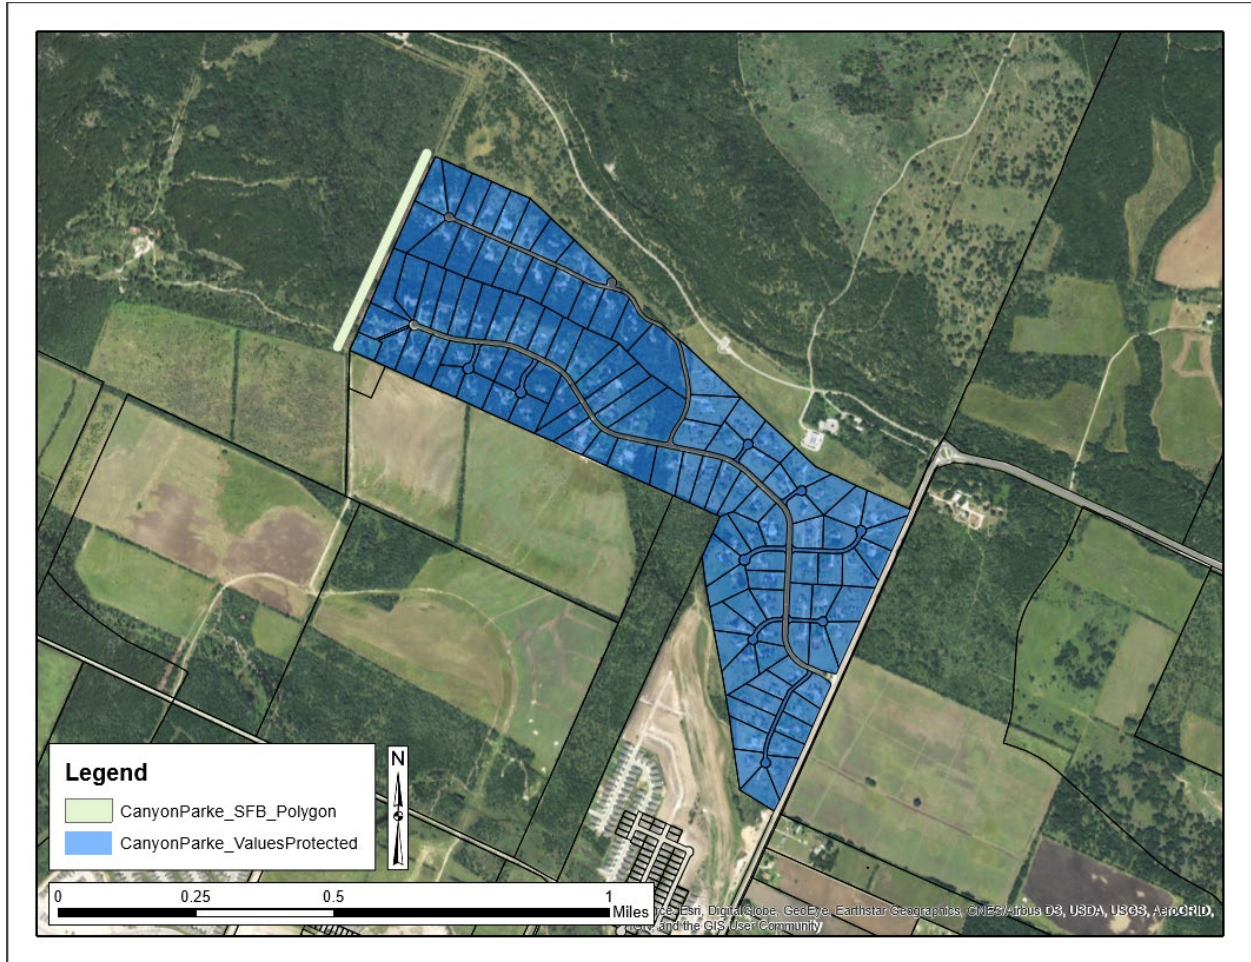 Legend
N
CanyonParke_SFB_Polygon
CanyonParke_ValuesProtected
0 0.25 0.5 1
Miles
Esri, DigitalGlobe, GeoEye, Earthstar Geographics, CNES/Airbus DS, USDA, USGS, AeroGRID,
and the GIS User Community